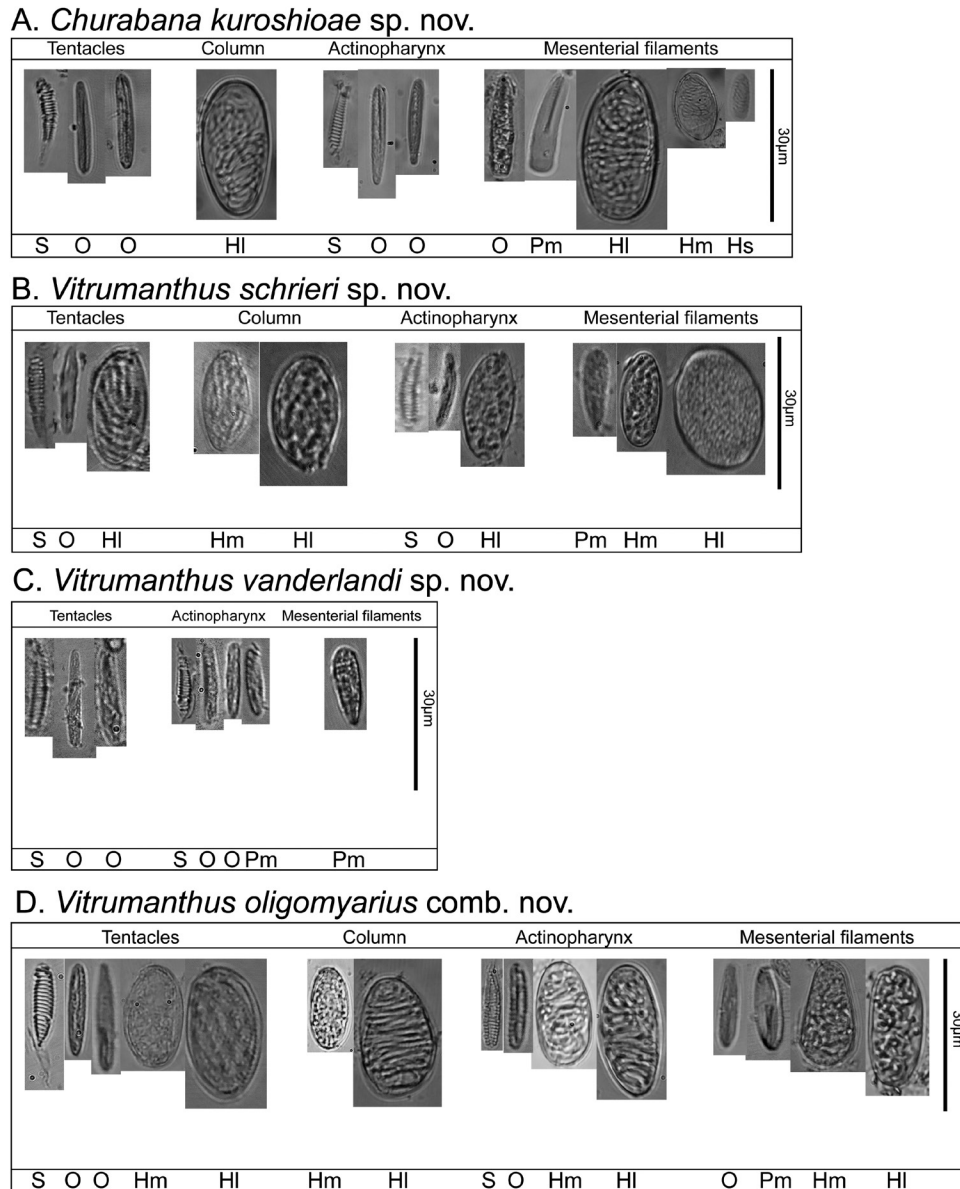 A. Churabana kuroshioae sp. nov.
Tentacles Column Actinopharynx Mesenterial filaments
30μm
S O O Hl S O O O Pm Hl Hm Hs
B. Vitrumanthus schrieri sp. nov.
Tentacles Column Actinopharynx Mesenterial filaments
30μm
S O Hl Hm Hl S O Hl Pm Hm Hl
C. Vitrumanthus vanderlandi sp. nov.
Tentacles Actinopharynx Mesenterial filaments
30μm
S O O S O O Pm Pm
D. Vitrumanthus oligomyarius comb. nov.
Tentacles Column Actinopharynx Mesenterial filaments
30μm
S O O Hm Hl Hm Hl S O Hm Hl O Pm Hm Hl